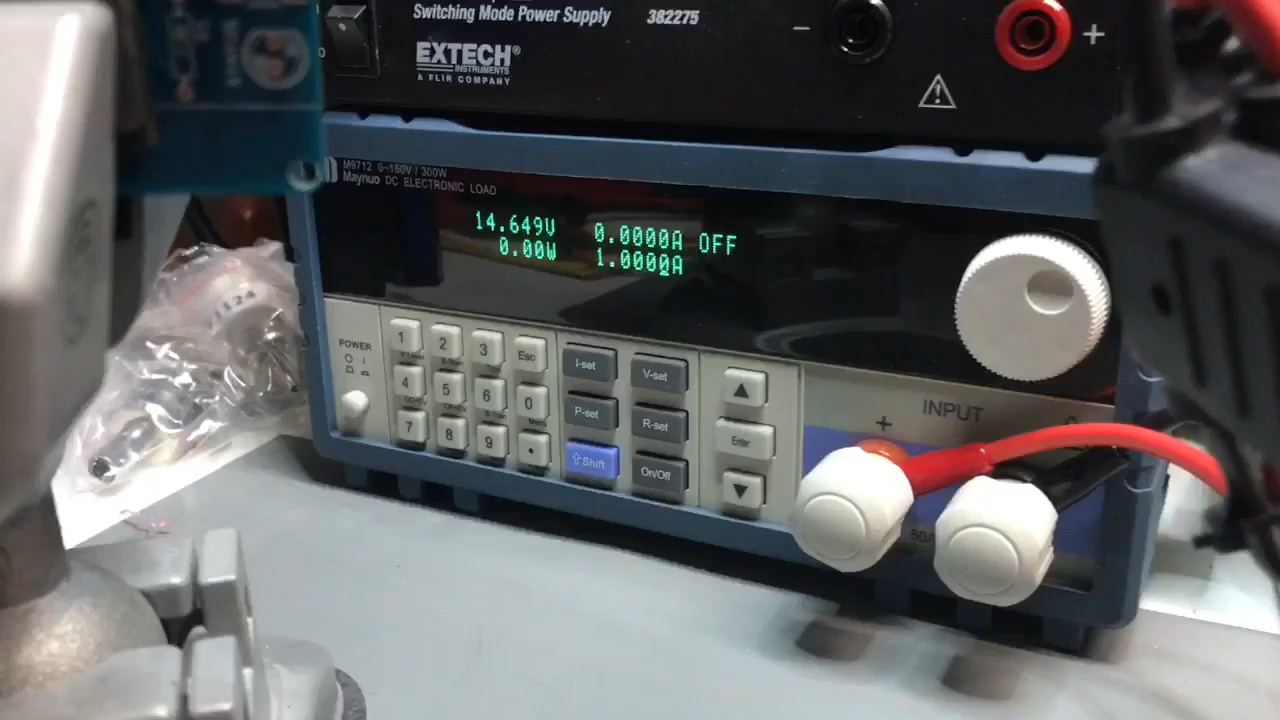 Switching Mode Power Supply 382275
EXTECH®
INSTRUMENTS
A FLIR COMPANY
− +
M9712 0~150V / 300W
Maynuo DC ELECTRONIC LOAD
14.649V 0.0000A OFF
0.00W 1.0000A
POWER
1 2 3 Esc
4 5 6 0
7 8 9 .
I-set V-set
P-set R-set
⇧Shift On/Off
▲
Enter
▼
INPUT
+
60A